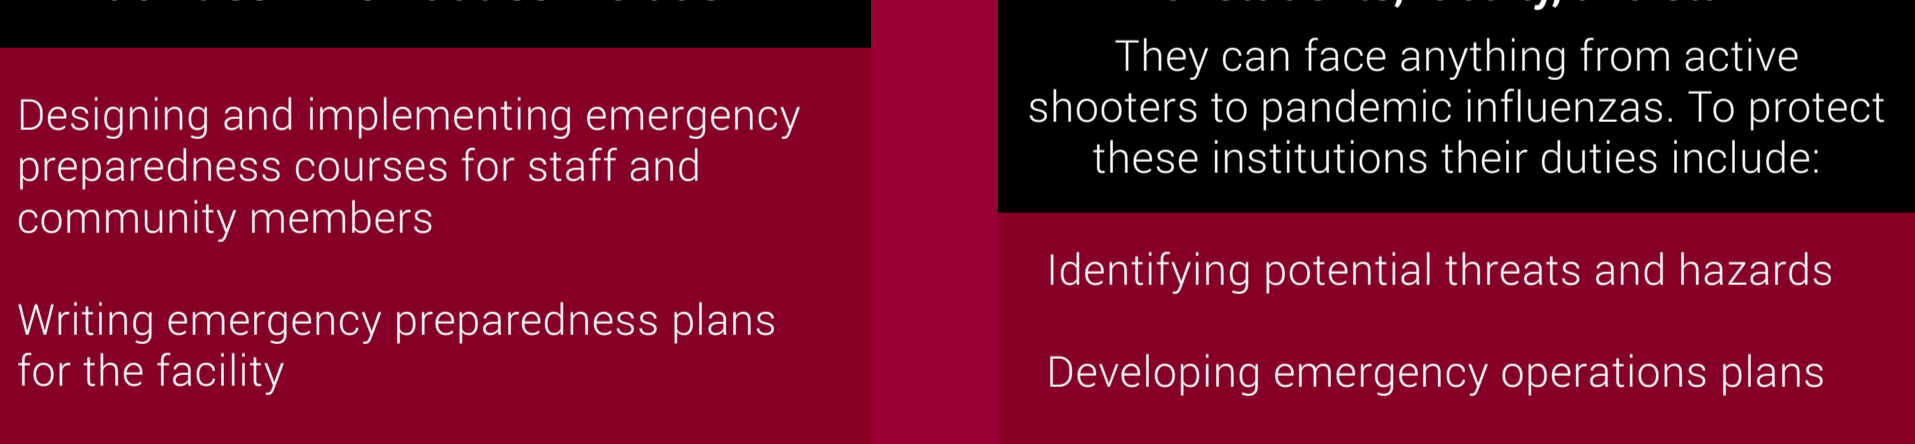 Designing and implementing emergency
preparedness courses for staff and
community members
Writing emergency preparedness plans
for the facility
They can face anything from active
shooters to pandemic influenzas. To protect
these institutions their duties include:
Identifying potential threats and hazards
Developing emergency operations plans